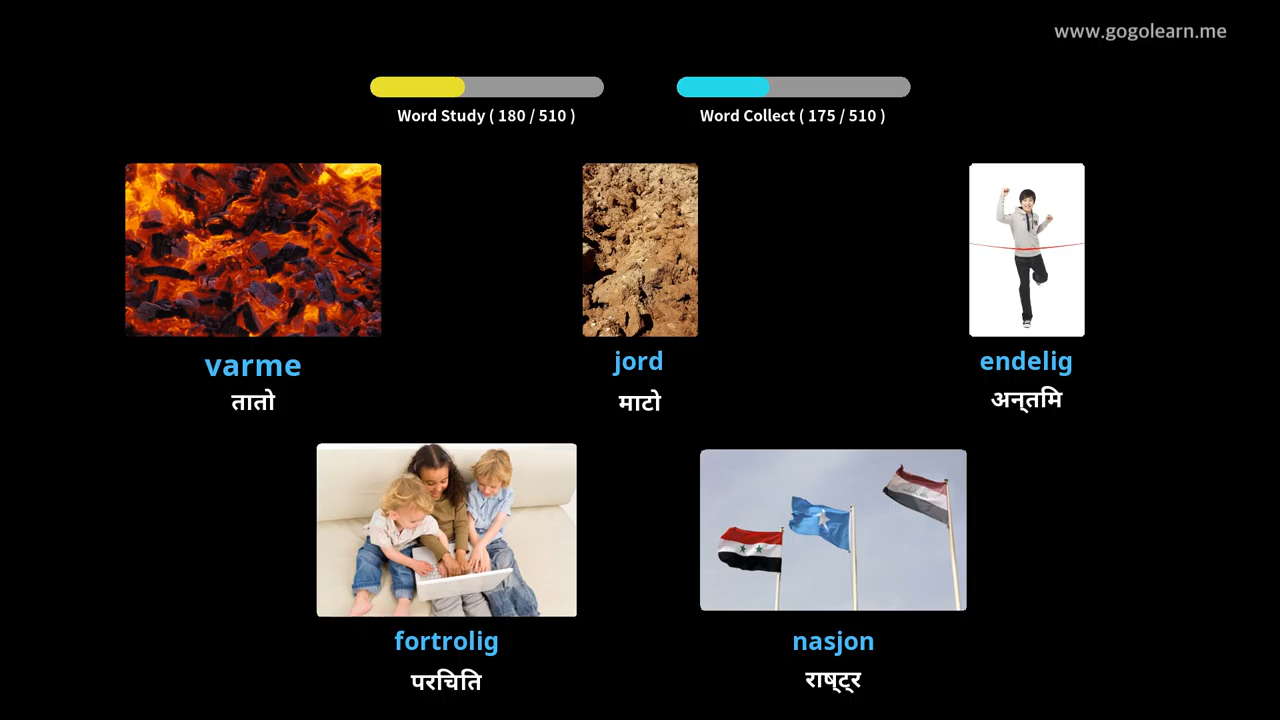 www.gogolearn.me
Word Study ( 180 / 510 )
Word Collect ( 175 / 510 )
varme
तातो
jord
माटो
endelig
अन्तमि
fortrolig
परचिति
nasjon
राष्ट्र